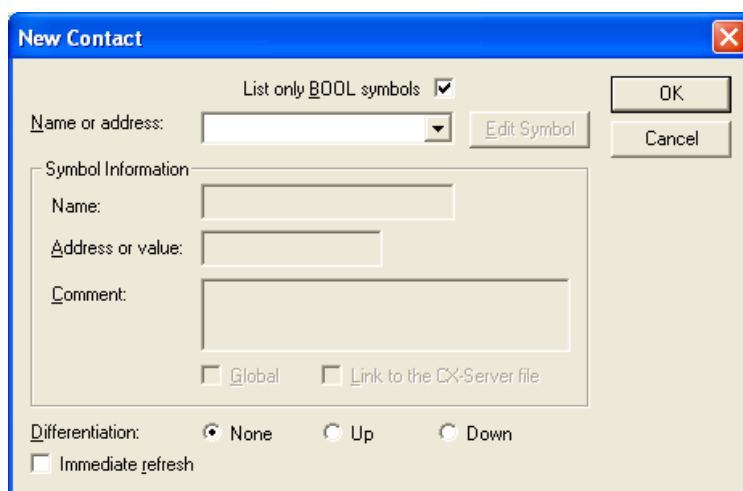 New Contact
List only BOOL symbols
OK
Name or address:
Edit Symbol
Cancel
Symbol Information
Name:
Address or value:
Comment:
Global
Link to the CX-Server file
Differentiation:
None
Up
Down
Immediate refresh